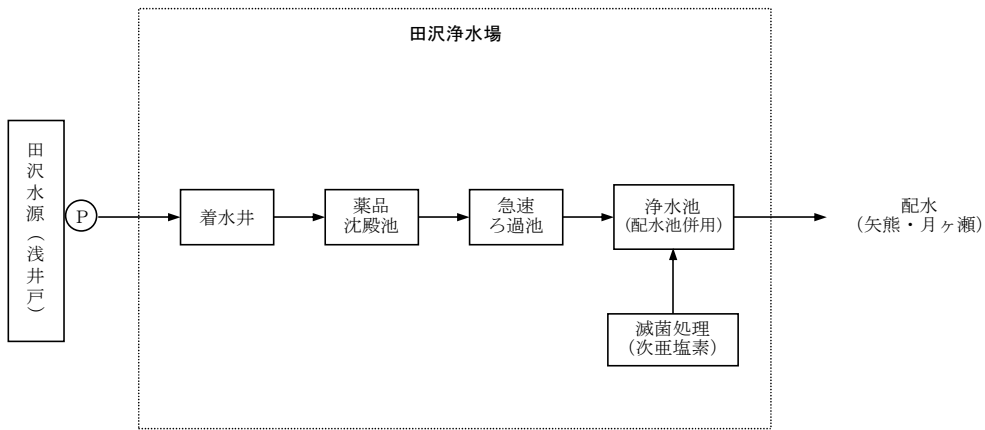 田沢浄水場
田沢水源（浅井戸）
P
着水井
薬品
沈殿池
急速
ろ過池
浄水池
（配水池併用）
配水
（矢熊・月ヶ瀬）
滅菌処理
（次亜塩素）